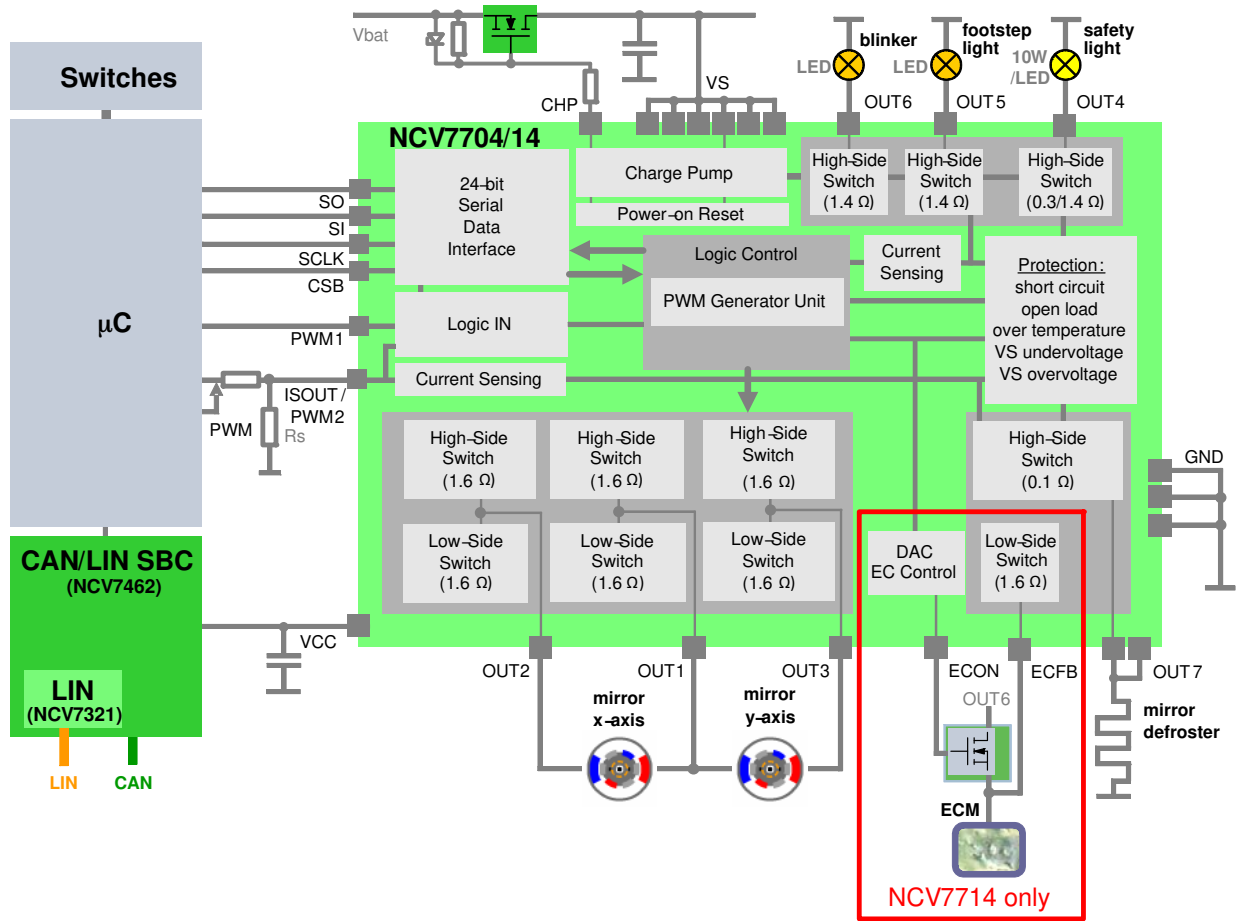 Vbat
blinker
footstep
light
safety
light
LED
LED
10W
/LED
Switches
CHP
VS
OUT6
OUT5
OUT4
NCV7704/14
24-bit
Serial
Data
Interface
Charge Pump
Power-on Reset
High-Side
Switch
(1.4 Ω)
High-Side
Switch
(1.4 Ω)
High-Side
Switch
(0.3/1.4 Ω)
SO
SI
SCLK
CSB
μC
Logic Control
PWM Generator Unit
Current
Sensing
Protection:
short circuit
open load
over temperature
VS undervoltage
VS overvoltage
PWM1
Logic IN
Current Sensing
ISOUT /
PWM2
PWM
Rs
High-Side
Switch
(1.6 Ω)
High-Side
Switch
(1.6 Ω)
High-Side
Switch
(1.6 Ω)
High-Side
Switch
(0.1 Ω)
GND
Low-Side
Switch
(1.6 Ω)
Low-Side
Switch
(1.6 Ω)
Low-Side
Switch
(1.6 Ω)
DAC
EC Control
Low-Side
Switch
(1.6 Ω)
CAN/LIN SBC
(NCV7462)
VCC
LIN
(NCV7321)
LIN
CAN
OUT2
OUT1
OUT3
ECON
ECFB
OUT7
mirror
x-axis
mirror
y-axis
OUT6
mirror
defroster
ECM
NCV7714 only